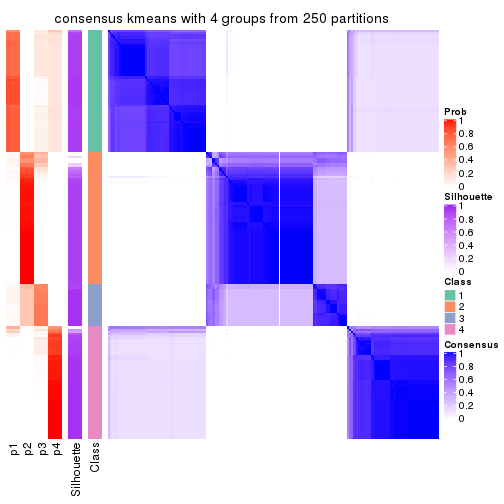 consensus kmeans with 4 groups from 250 partitions
Prob
1
0.8
0.6
0.4
0.2
0
Silhouette
1
0.8
0.6
0.4
0.2
0
Class
1
2
3
4
Consensus
1
0.8
0.6
0.4
0.2
0
p1
p2
p3
p4
Silhouette
Class